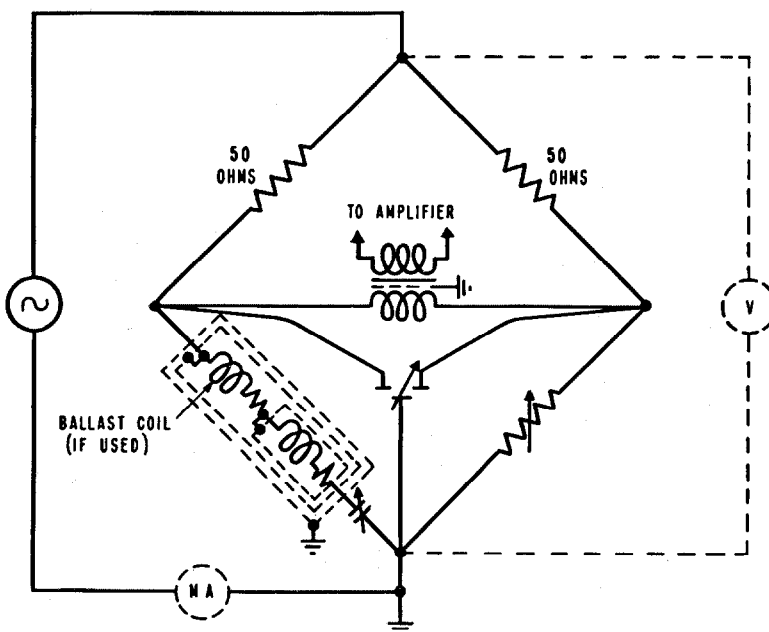 50
OHMS
50
OHMS
TO AMPLIFIER
V
BALLAST COIL
(IF USED)
MA